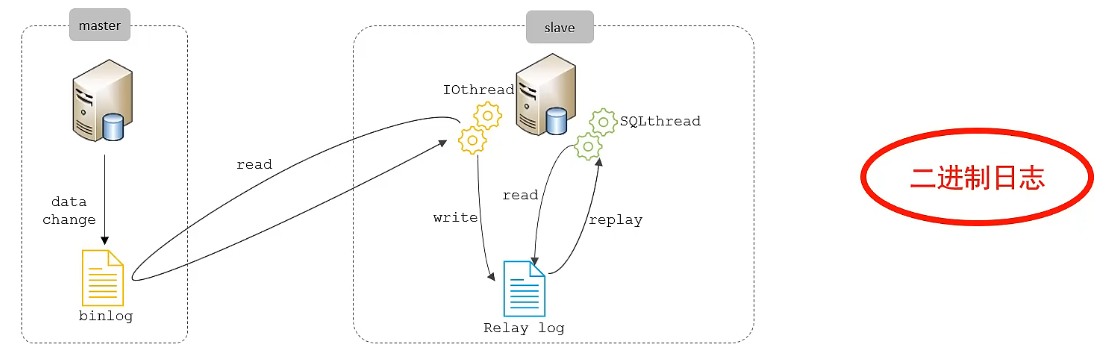 master
slave
IOthread
SQLthread
read
data
change
write
read
replay
binlog
Relay log
二进制日志